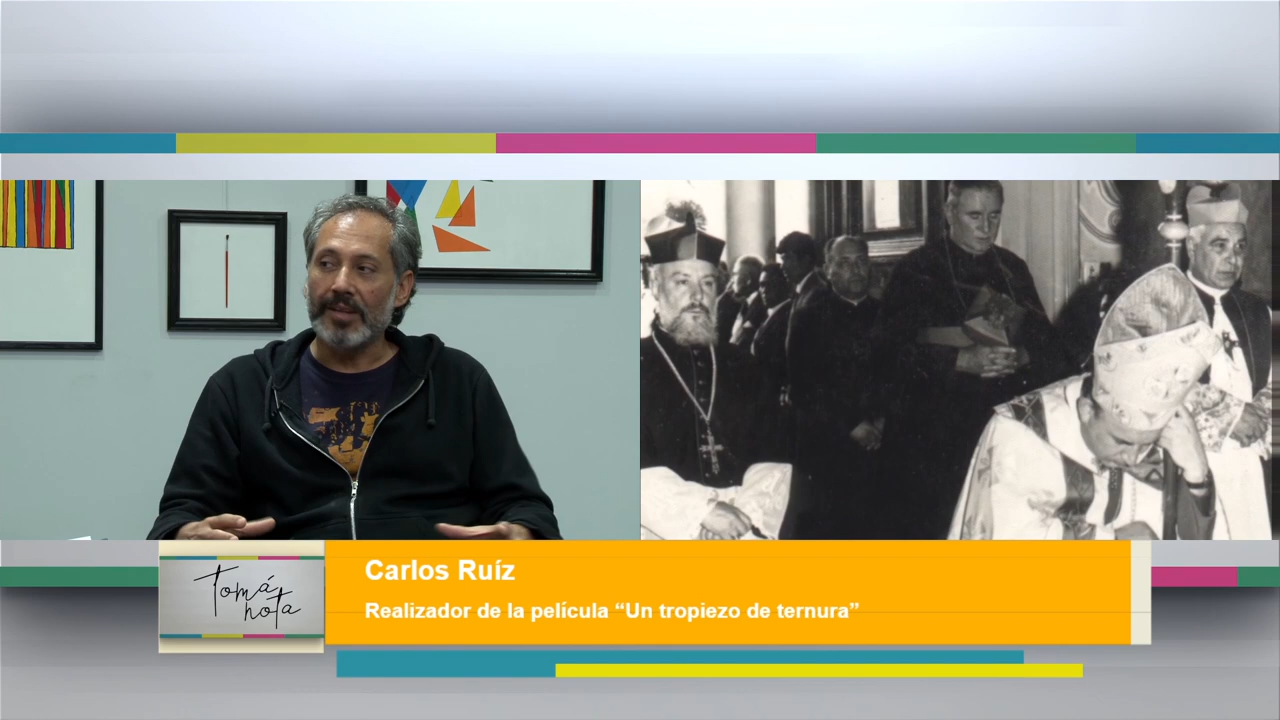 Carlos Ruíz
tomá
nota
Realizador de la película “Un tropiezo de ternura”